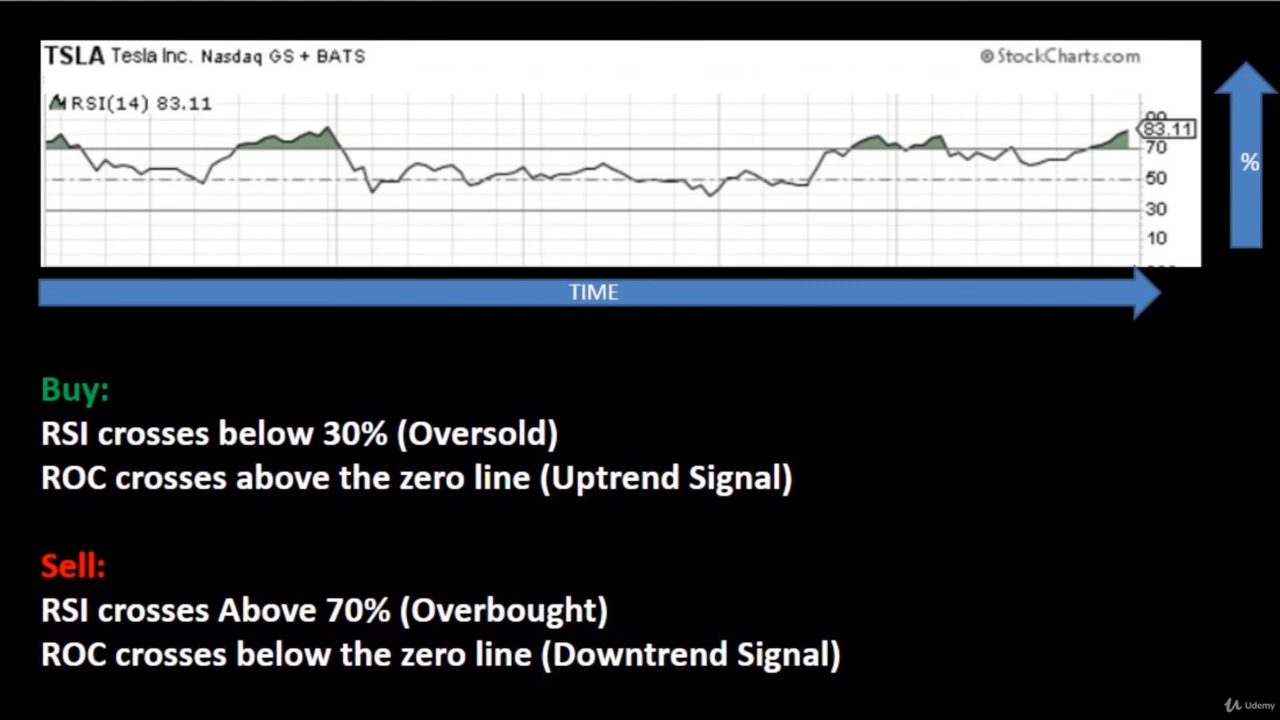 TSLA Tesla Inc. Nasdaq GS + BATS
© StockCharts.com
RSI(14) 83.11
90
83.11
70
50
30
10
%
TIME
Buy:
RSI crosses below 30% (Oversold)
ROC crosses above the zero line (Uptrend Signal)
Sell:
RSI crosses Above 70% (Overbought)
ROC crosses below the zero line (Downtrend Signal)
Udemy